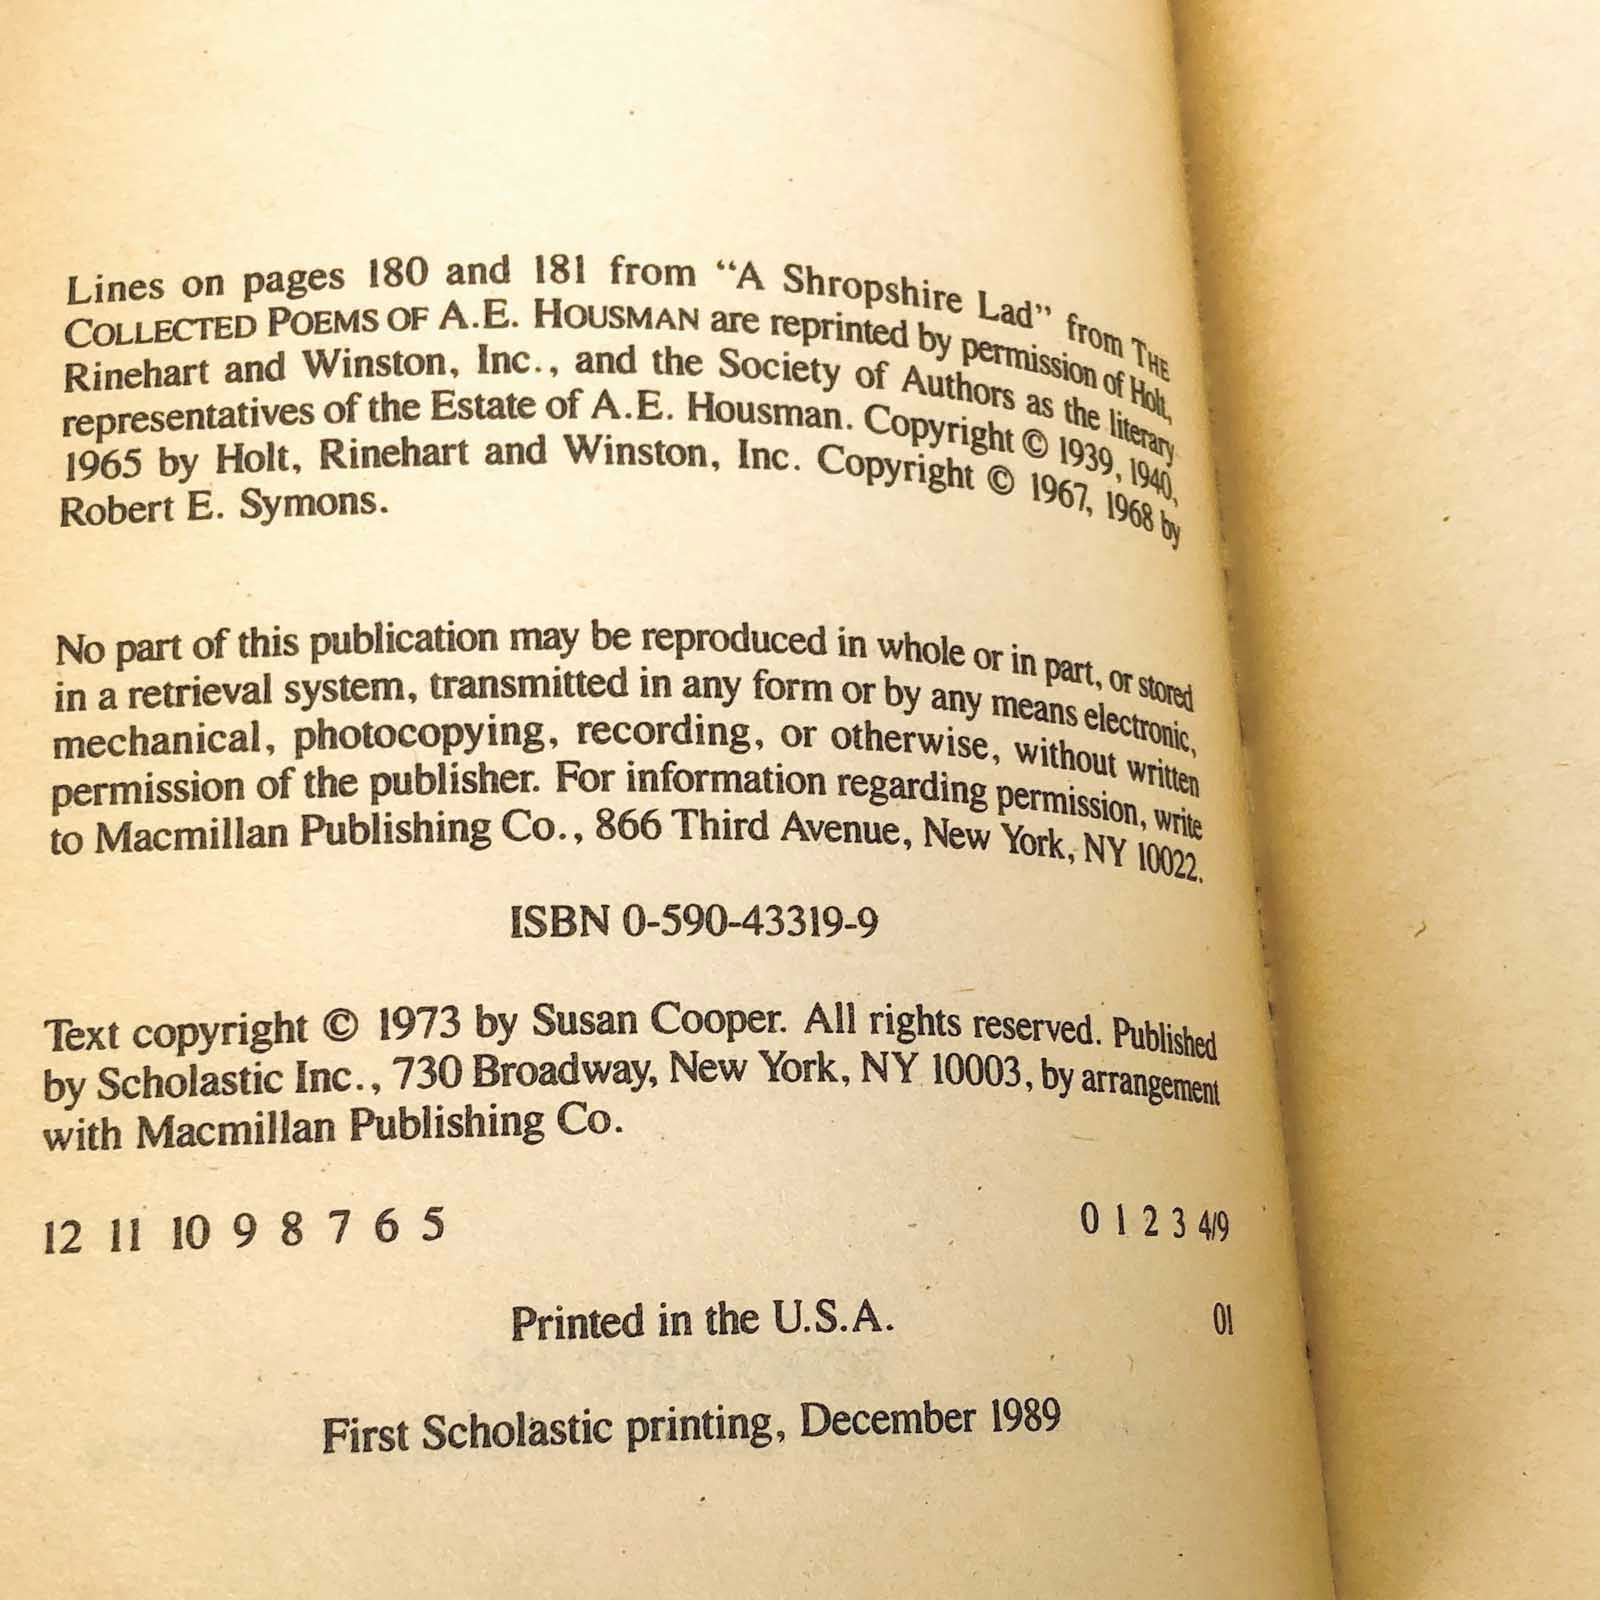 Lines on pages 180 and 181 from “A Shropshire Lad” from THE
COLLECTED POEMS OF A.E. HOUSMAN are reprinted by permission of Holt,
Rinehart and Winston, Inc., and the Society of Authors as the literary
representatives of the Estate of A.E. Housman. Copyright © 1939, 1940,
1965 by Holt, Rinehart and Winston, Inc. Copyright © 1967, 1968 by
Robert E. Symons.
No part of this publication may be reproduced in whole or in part, or stored
in a retrieval system, transmitted in any form or by any means electronic,
mechanical, photocopying, recording, or otherwise, without written
permission of the publisher. For information regarding permission, write
to Macmillan Publishing Co., 866 Third Avenue, New York, NY 10022.
ISBN 0-590-43319-9
Text copyright © 1973 by Susan Cooper. All rights reserved. Published
by Scholastic Inc., 730 Broadway, New York, NY 10003, by arrangement
with Macmillan Publishing Co.
12 11 10 9 8 7 6 5 0 1 2 3 4/9
Printed in the U.S.A. 01
First Scholastic printing, December 1989